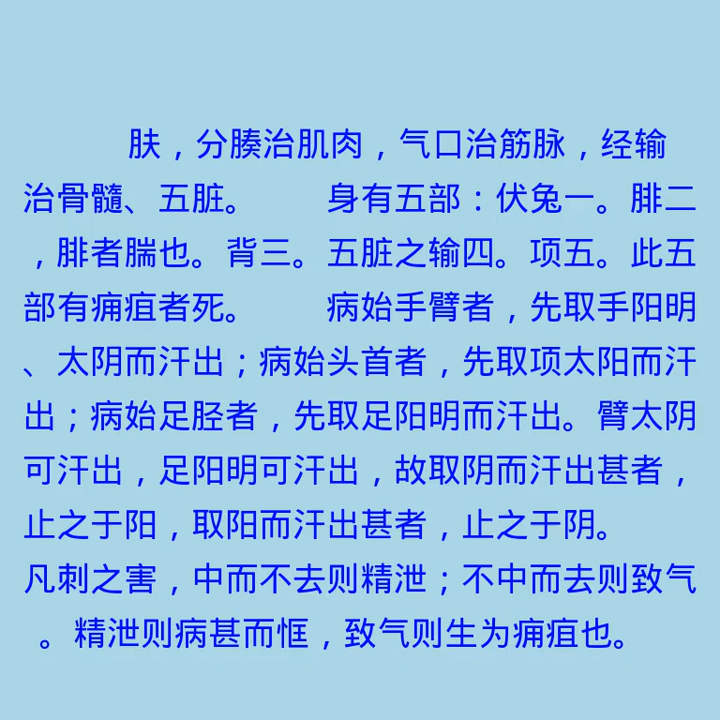 肤，分腠治肌肉，气口治筋脉，经输
治骨髓、五脏。 身有五部：伏兔一。腓二
，腓者腨也。背三。五脏之输四。项五。此五
部有痈疽者死。 病始手臂者，先取手阳明
、太阴而汗出；病始头首者，先取项太阳而汗
出；病始足胫者，先取足阳明而汗出。臂太阴
可汗出，足阳明可汗出，故取阴而汗出甚者，
止之于阳，取阳而汗出甚者，止之于阴。
凡刺之害，中而不去则精泄；不中而去则致气
。精泄则病甚而恇，致气则生为痈疽也。